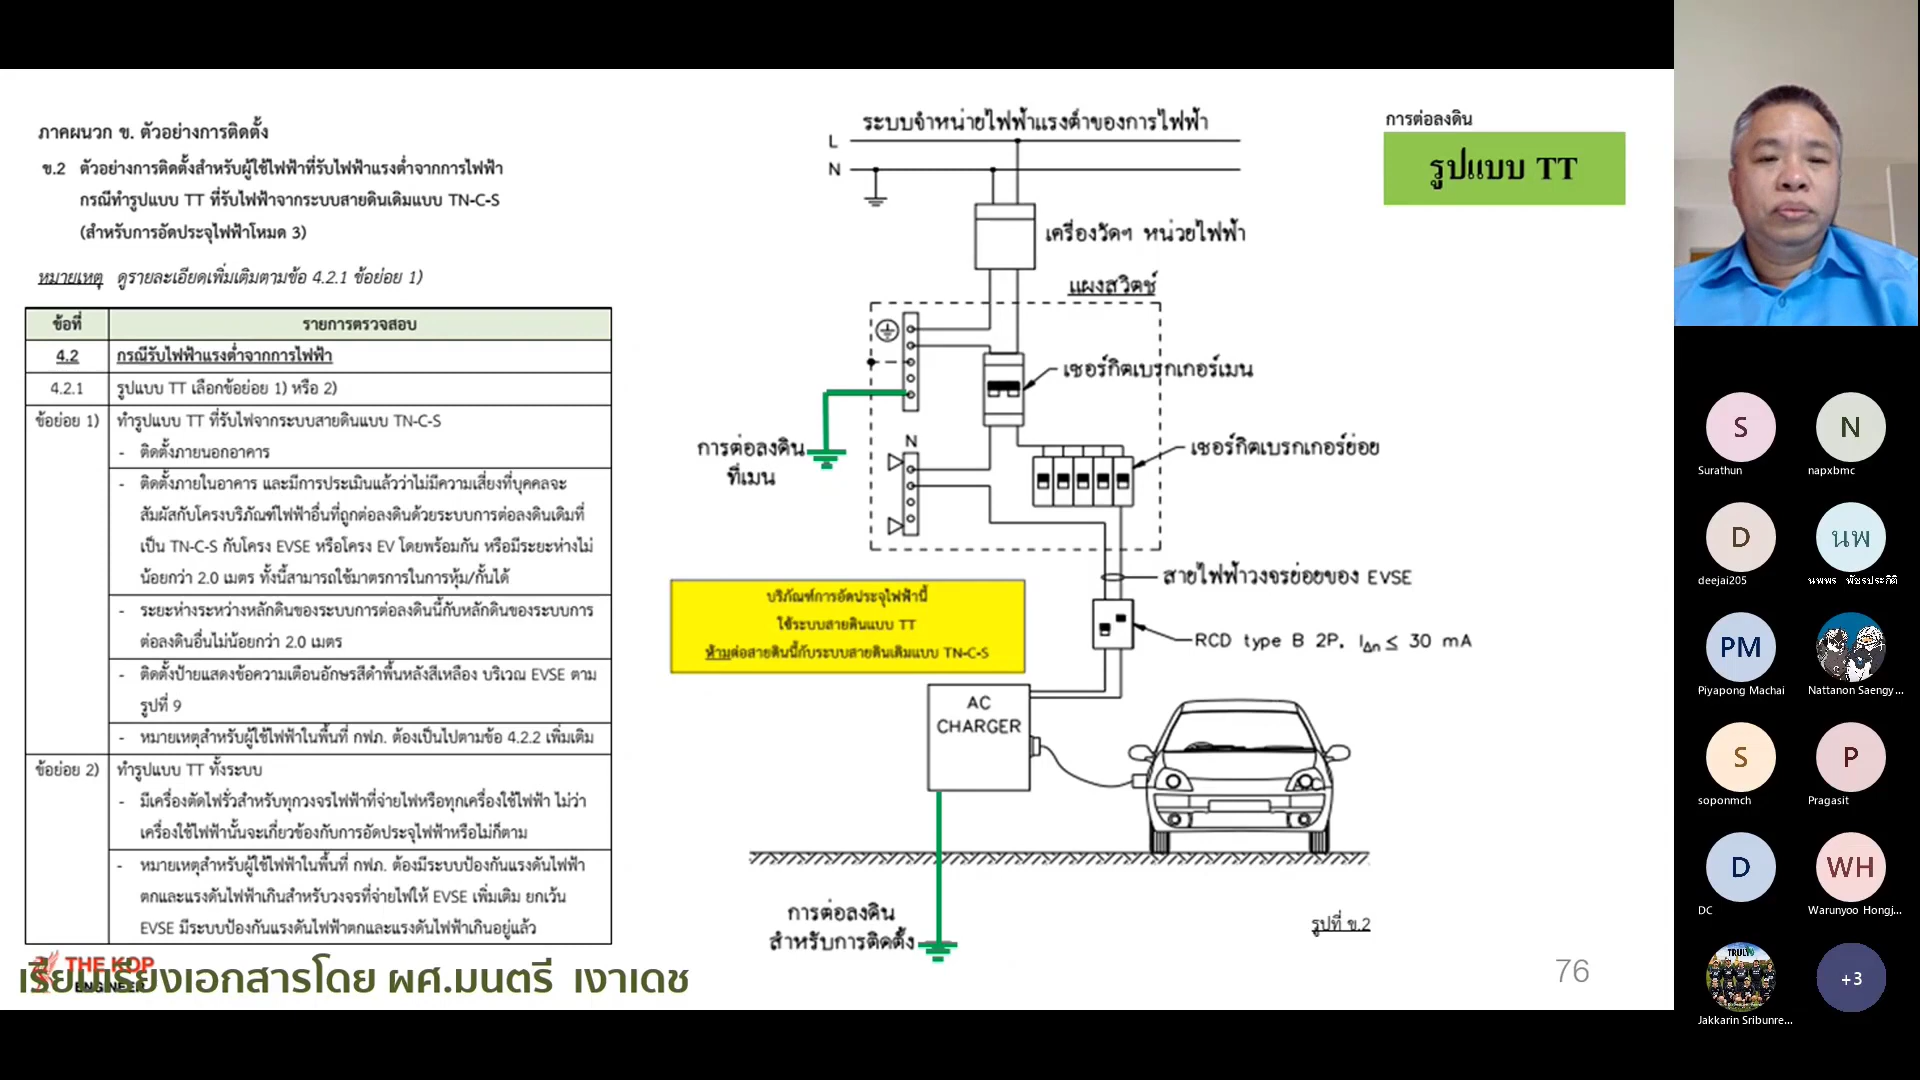 ภาคผนวก ข. ตัวอย่างการติดตั้ง
ข.2 ตัวอย่างการติดตั้งสำหรับผู้ใช้ไฟฟ้าที่รับไฟฟ้าแรงต่ำจากการไฟฟ้า
กรณีทำรูปแบบ TT ที่รับไฟฟ้าจากระบบสายดินเดิมแบบ TN-C-S
(สำหรับการอัดประจุไฟฟ้าโหมด 3)
หมายเหตุ ดูรายละเอียดเพิ่มเติมตามข้อ 4.2.1 ข้อย่อย 1)
ข้อที่ รายการตรวจสอบ
4.2 กรณีรับไฟฟ้าแรงต่ำจากการไฟฟ้า
4.2.1 รูปแบบ TT เลือกข้อย่อย 1) หรือ 2)
ข้อย่อย 1) ทำรูปแบบ TT ที่รับไฟจากระบบสายดินแบบ TN-C-S
- ติดตั้งภายนอกอาคาร
- ติดตั้งภายในอาคาร และมีการประเมินแล้วว่าไม่มีความเสี่ยงที่บุคคลจะ
สัมผัสกับโครงบริภัณฑ์ไฟฟ้าอื่นที่ถูกต่อลงดินด้วยระบบการต่อลงดินเดิมที่
เป็น TN-C-S กับโครง EVSE หรือโครง EV โดยพร้อมกัน หรือมีระยะห่างไม่
น้อยกว่า 2.0 เมตร ทั้งนี้สามารถใช้มาตรการในการหุ้ม/กั้นได้
- ระยะห่างระหว่างหลักดินของระบบการต่อลงดินนี้กับหลักดินของระบบการ
ต่อลงดินอื่นไม่น้อยกว่า 2.0 เมตร
- ติดตั้งป้ายแสดงข้อความเตือนอักษรสีดำพื้นหลังสีเหลือง บริเวณ EVSE ตาม
รูปที่ 9
- หมายเหตุสำหรับผู้ใช้ไฟฟ้าในพื้นที่ กฟภ. ต้องเป็นไปตามข้อ 4.2.2 เพิ่มเติม
ข้อย่อย 2) ทำรูปแบบ TT ทั้งระบบ
- มีเครื่องตัดไฟรั่วสำหรับทุกวงจรไฟฟ้าที่จ่ายไฟหรือทุกเครื่องใช้ไฟฟ้า ไม่ว่า
เครื่องใช้ไฟฟ้านั้นจะเกี่ยวข้องกับการอัดประจุไฟฟ้าหรือไม่ก็ตาม
- หมายเหตุสำหรับผู้ใช้ไฟฟ้าในพื้นที่ กฟภ. ต้องมีระบบป้องกันแรงดันไฟฟ้า
ตกและแรงดันไฟฟ้าเกินสำหรับวงจรที่จ่ายไฟให้ EVSE เพิ่มเติม ยกเว้น
EVSE มีระบบป้องกันแรงดันไฟฟ้าตกและแรงดันไฟฟ้าเกินอยู่แล้ว
THE KOP
ENGINEER
เรียบเรียงเอกสารโดย ผศ.มนตรี เงาเดช
ระบบจำหน่ายไฟฟ้าแรงต่ำของการไฟฟ้า
L
N
เครื่องวัดฯ หน่วยไฟฟ้า
แผงสวิตช์
เซอร์กิตเบรกเกอร์เมน
การต่อลงดิน
ที่เมน
N
เซอร์กิตเบรกเกอร์ย่อย
สายไฟฟ้าวงจรย่อยของ EVSE
บริภัณฑ์การอัดประจุไฟฟ้านี้
ใช้ระบบสายดินแบบ TT
ห้ามต่อสายดินนี้กับระบบสายดินเดิมแบบ TN-C-S
RCD type B 2P, IΔn ≤ 30 mA
AC
CHARGER
การต่อลงดิน
สำหรับการติดตั้ง
รูปที่ ข.2
การต่อลงดิน
รูปแบบ TT
76
S
Surathun
N
napxbmc
D
deejai205
นพ
นพพร พัชรประกิติ
PM
Piyapong Machai
Nattanon Saengy...
S
soponmch
P
Pragasit
D
DC
WH
Warunyoo Hongj...
TRULY
Jakkarin Sribunre...
+3